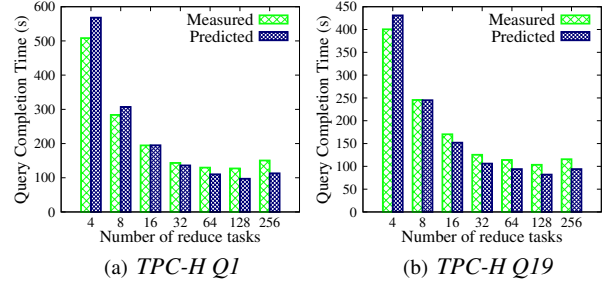 600
500
400
300
200
100
0
Query Completion Time (s)
Measured
Predicted
4 8 16 32 64 128 256
Number of reduce tasks
(a) TPC-H Q1
450
400
350
300
250
200
150
100
50
0
Query Completion Time (s)
Measured
Predicted
4 8 16 32 64 128 256
Number of reduce tasks
(b) TPC-H Q19